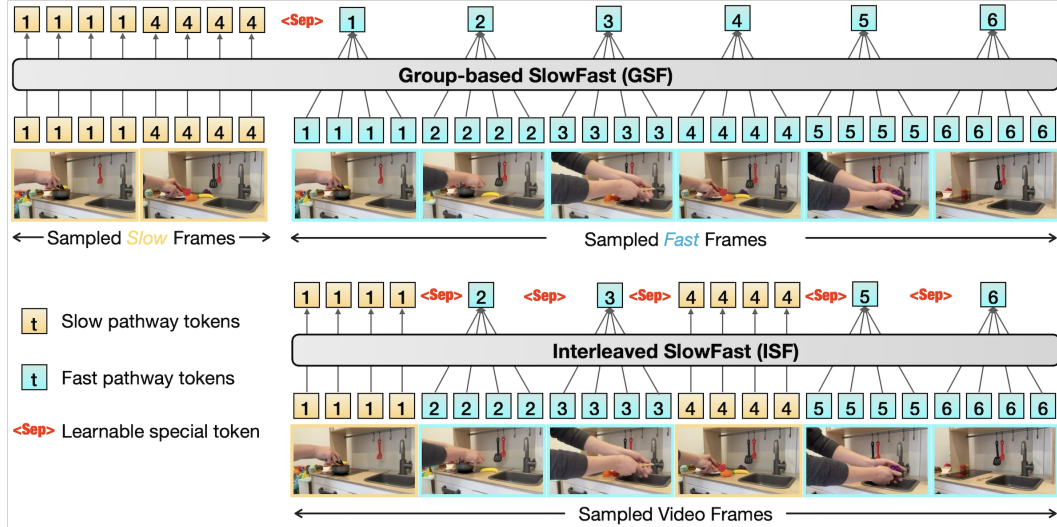 1 1 1 1 4 4 4 4 <Sep> 1 2 3 4 5 6
Group-based SlowFast (GSF)
1 1 1 1 4 4 4 4 1 1 1 1 2 2 2 2 3 3 3 3 4 4 4 4 5 5 5 5 6 6 6 6
Sampled Slow Frames
Sampled Fast Frames
1 1 1 1 <Sep> 2 <Sep> 3 <Sep> 4 4 4 4 <Sep> 5 <Sep> 6
Interleaved SlowFast (ISF)
1 1 1 1 2 2 2 2 3 3 3 3 4 4 4 4 5 5 5 5 6 6 6 6
Sampled Video Frames
t Slow pathway tokens
t Fast pathway tokens
<Sep> Learnable special token